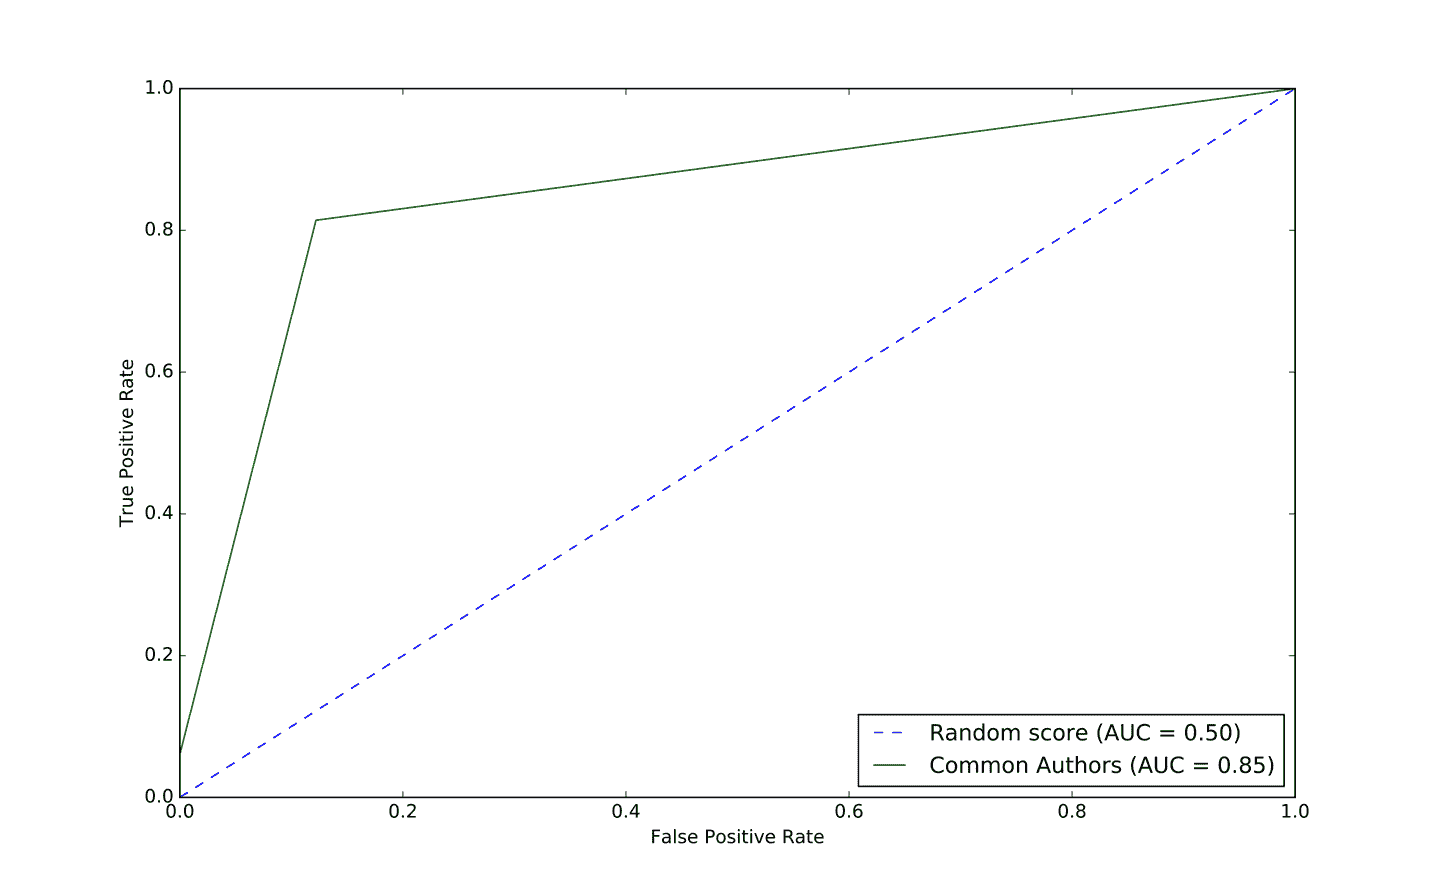 1.0
0.8
0.6
0.4
0.2
0.0
True Positive Rate
0.0 0.2 0.4 0.6 0.8 1.0
False Positive Rate
Random score (AUC = 0.50)
Common Authors (AUC = 0.85)